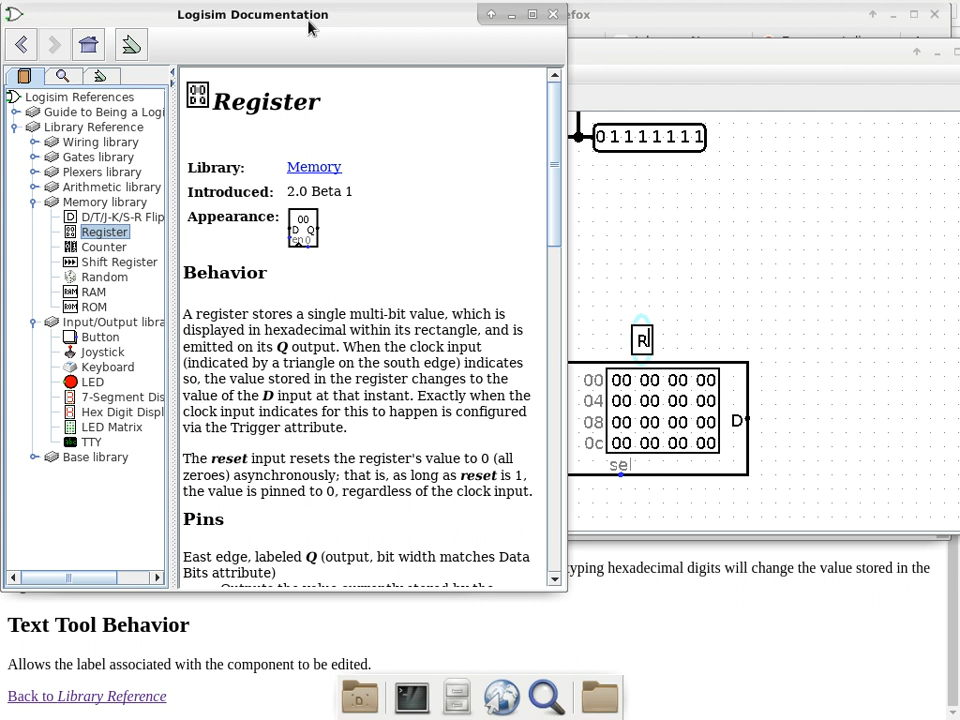 Logisim Documentation
efox
Logisim References
Guide to Being a Logi
Library Reference
Wiring library
Gates library
Plexers library
Arithmetic library
Memory library
D/T/J-K/S-R Flip
Register
Counter
Shift Register
Random
RAM
ROM
Input/Output libra
Button
Joystick
Keyboard
LED
7-Segment Dis
Hex Digit Displ
LED Matrix
TTY
Base library
Register
Library: Memory
Introduced: 2.0 Beta 1
Appearance:
00
D Q
en 0
Behavior
A register stores a single multi-bit value, which is
displayed in hexadecimal within its rectangle, and is
emitted on its Q output. When the clock input
(indicated by a triangle on the south edge) indicates
so, the value stored in the register changes to the
value of the D input at that instant. Exactly when the
clock input indicates for this to happen is configured
via the Trigger attribute.
The reset input resets the register's value to 0 (all
zeroes) asynchronously; that is, as long as reset is 1,
the value is pinned to 0, regardless of the clock input.
Pins
East edge, labeled Q (output, bit width matches Data
Bits attribute)
01111111
R
00 00 00 00 00
04 00 00 00 00
08 00 00 00 00
0c 00 00 00 00
D
sel
typing hexadecimal digits will change the value stored in the
Text Tool Behavior
Allows the label associated with the component to be edited.
Back to Library Reference